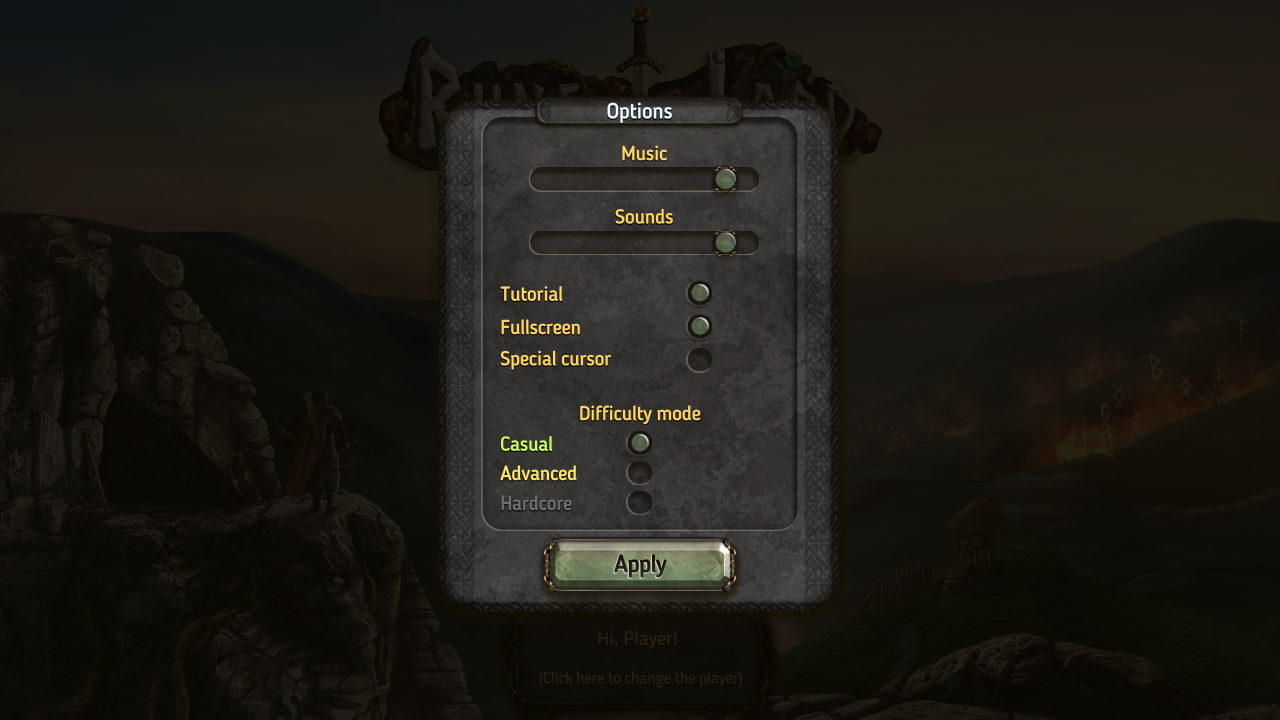 Options
Music
Sounds
Tutorial
Fullscreen
Special cursor
Difficulty mode
Casual
Advanced
Hardcore
Apply
Hi, Player!
(Click here to change the player)